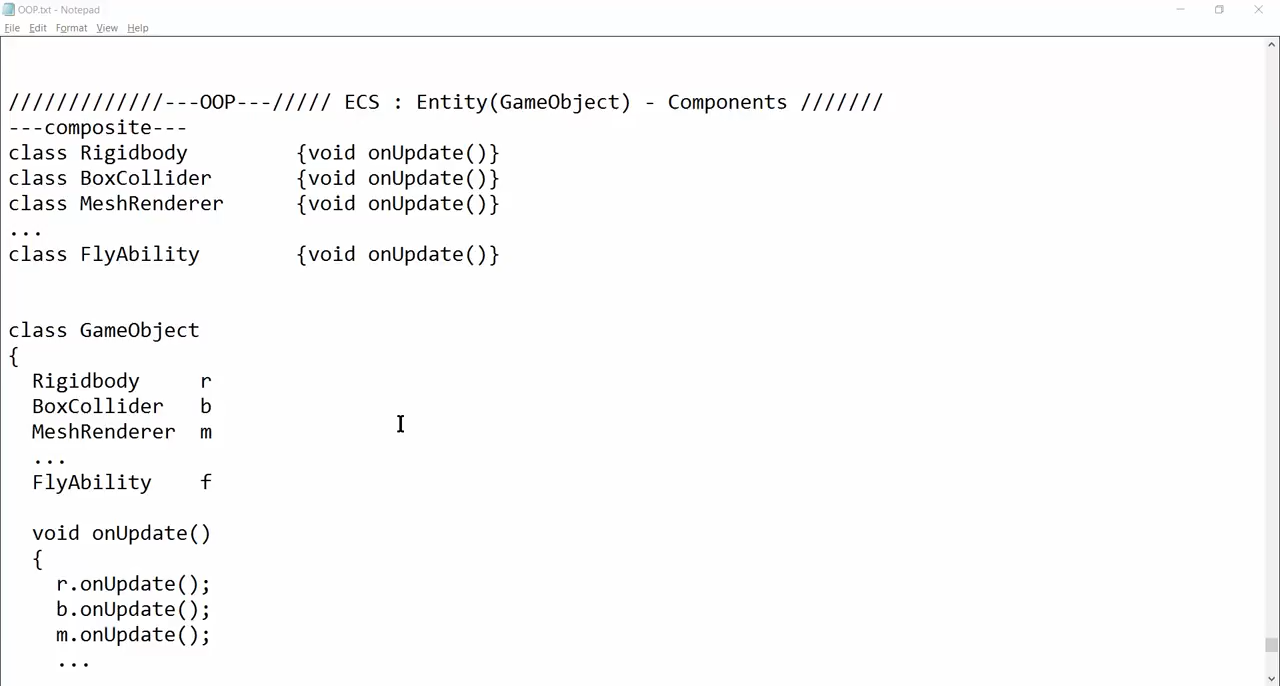 OOP.txt - Notepad
File Edit Format View Help
/////////////---OOP---///// ECS : Entity(GameObject) - Components ///////
---composite---
class Rigidbody {void onUpdate()}
class BoxCollider {void onUpdate()}
class MeshRenderer {void onUpdate()}
...
class FlyAbility {void onUpdate()}
class GameObject
{
Rigidbody r
BoxCollider b
MeshRenderer m
...
FlyAbility f
void onUpdate()
{
r.onUpdate();
b.onUpdate();
m.onUpdate();
...